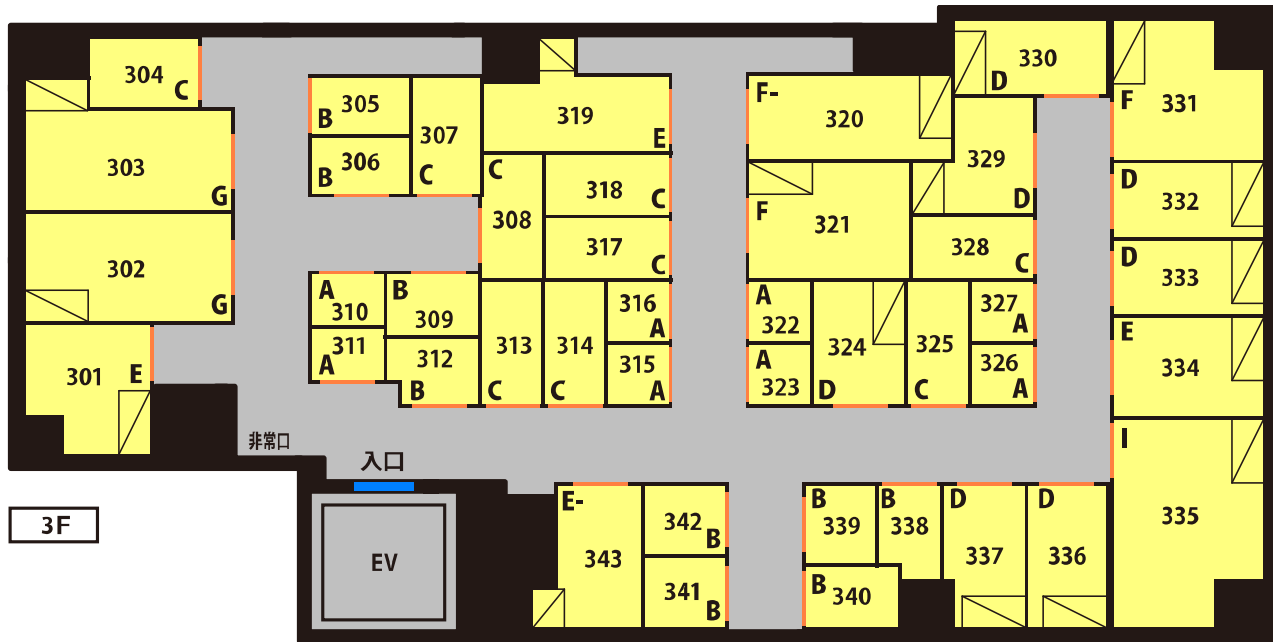 304
C
303
G
302
G
301
E
305
B
306
B
307
C
319
E
C
308
318
C
317
C
A
310
B
309
311
A
312
B
313
C
314
C
316
A
315
A
F-
320
F
321
A
322
A
323
324
D
325
C
327
A
326
A
328
C
329
D
330
D
F
331
D
332
D
333
E
334
I
335
非常口
入口
EV
3F
E-
343
342
B
341
B
B
339
B
338
B
340
D
337
D
336